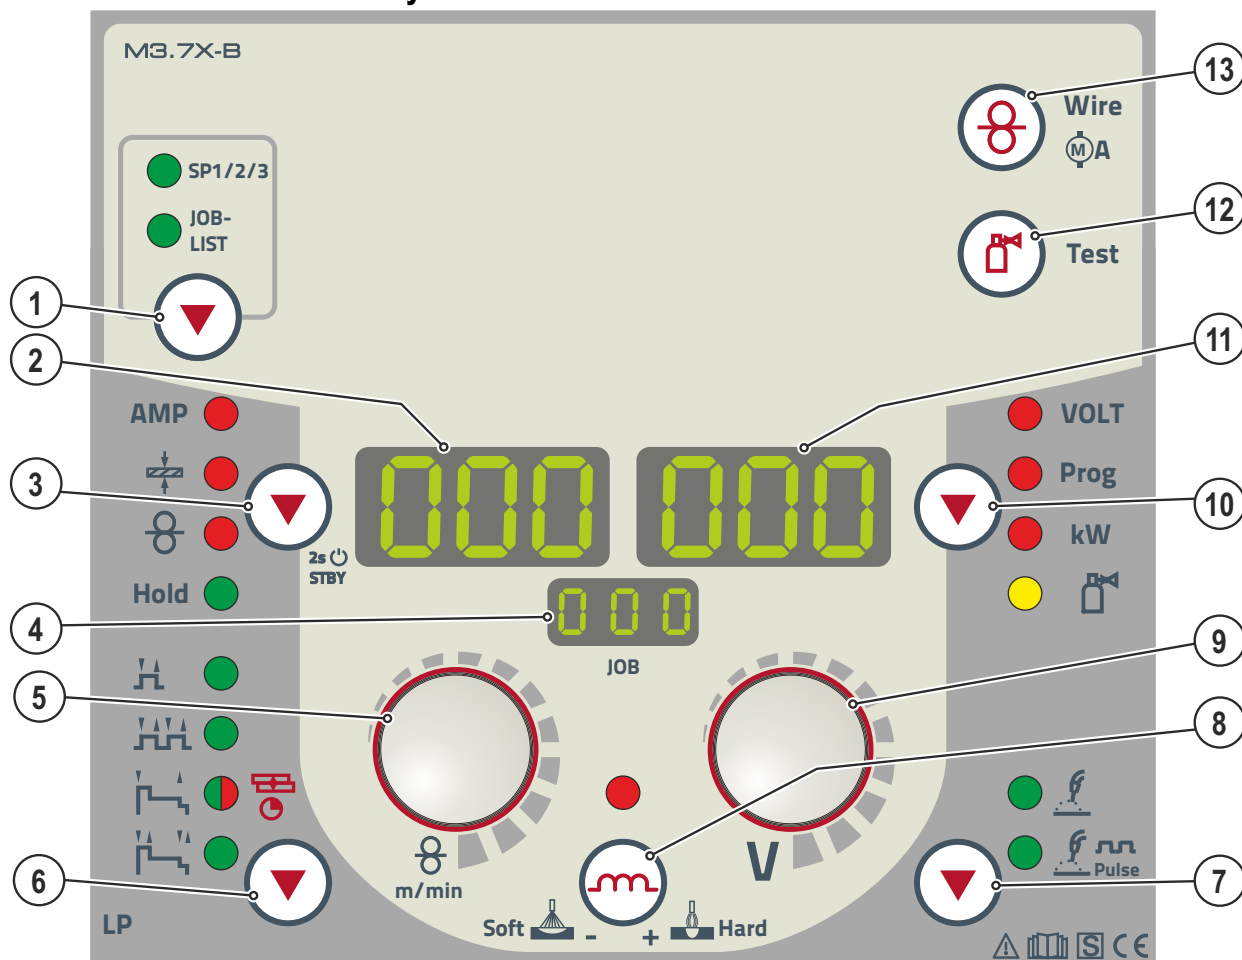 M3.7X-B
13
Wire
M A
SP1/2/3
JOB-
LIST
12
Test
1
2
11
AMP
VOLT
3
Prog
10
kW
2s
STBY
Hold
000
000
000
4
JOB
5
9
8
6
m/min
V
7
Pulse
LP
Soft
-
+
Hard
S CE